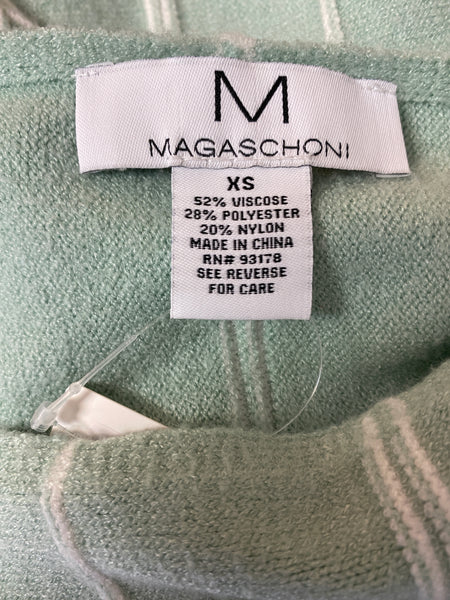 M
MAGASCHONI
XS
52% VISCOSE
28% POLYESTER
20% NYLON
MADE IN CHINA
RN# 93178
SEE REVERSE
FOR CARE